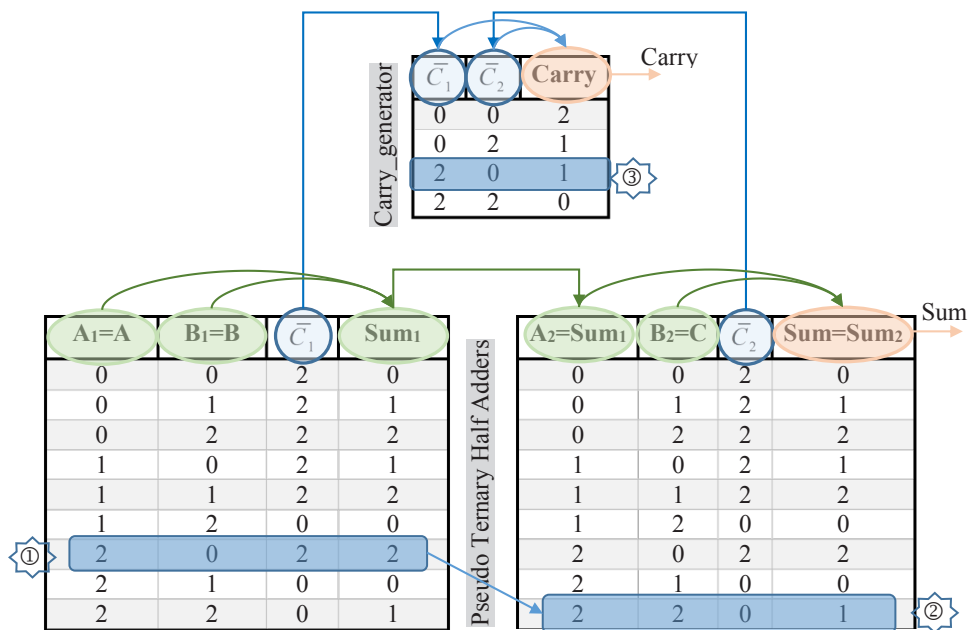 C̅₁ C̅₂ Carry
Carry
Carry_generator
0 0 2
0 2 1
2 0 1
③
2 2 0
A₁=A B₁=B C̅₁ Sum₁
0 0 2 0
0 1 2 1
0 2 2 2
1 0 2 1
1 1 2 2
1 2 0 0
① 2 0 2 2
2 1 0 0
2 2 0 1
Pseudo Ternary Half Adders
A₂=Sum₁ B₂=C C̅₂ Sum=Sum₂
Sum
0 0 2 0
0 1 2 1
0 2 2 2
1 0 2 1
1 1 2 2
1 2 0 0
2 0 2 2
2 1 0 0
2 2 0 1 ②